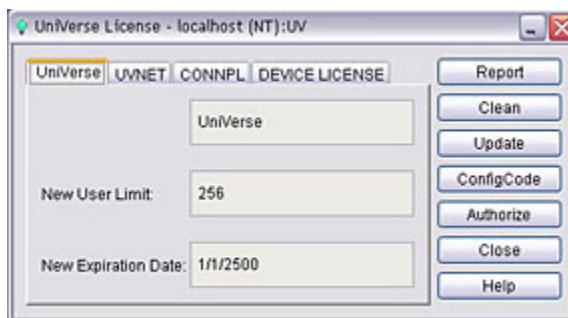 UniVerse License - localhost (NT):UV
UniVerse UVNET CONNPL DEVICE LICENSE
UniVerse
New User Limit: 256
New Expiration Date: 1/1/2500
Report
Clean
Update
ConfigCode
Authorize
Close
Help